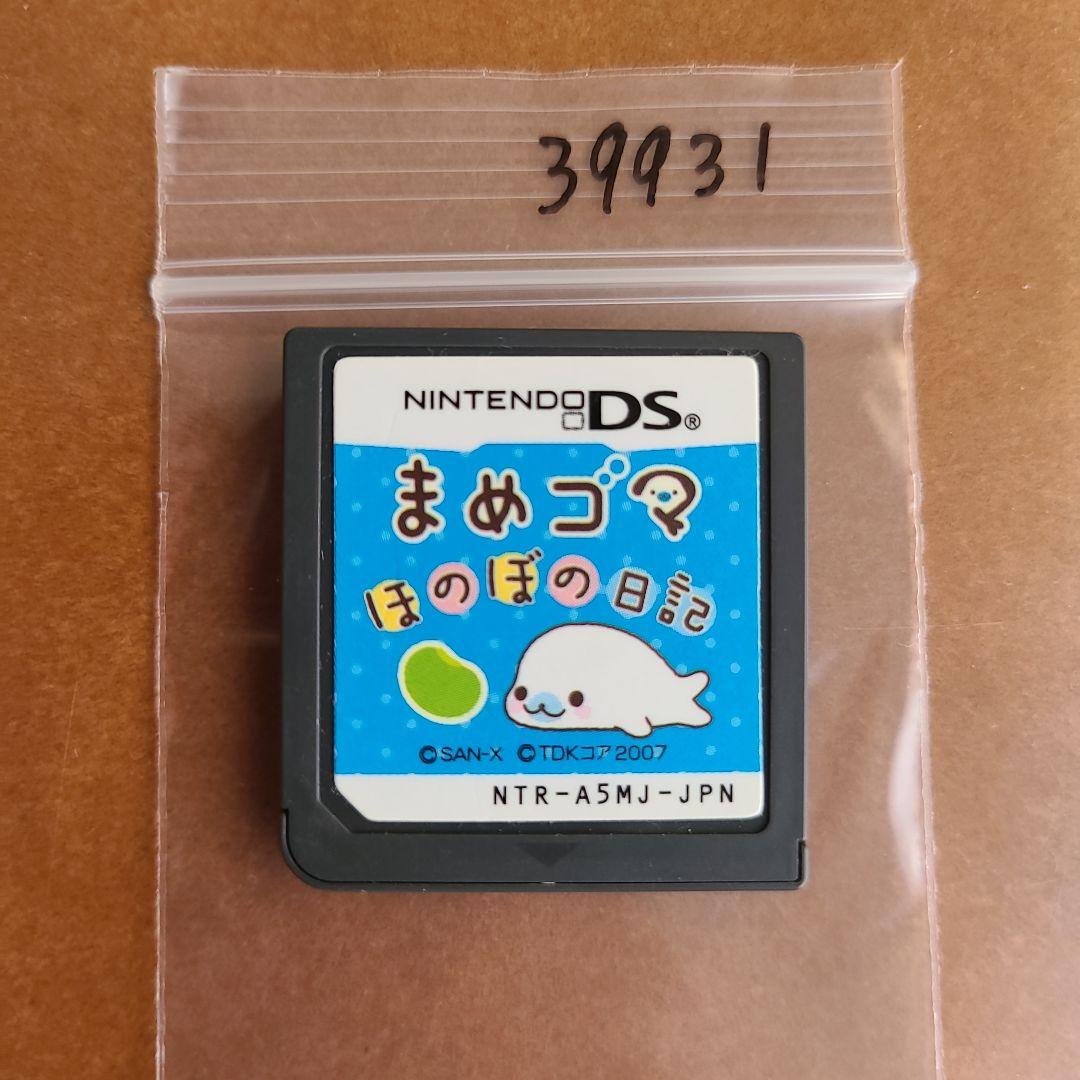 39931
NINTENDO DS®
まめゴマ
ほのぼの日記
©SAN-X ©TDKコア 2007
NTR-A5MJ-JPN